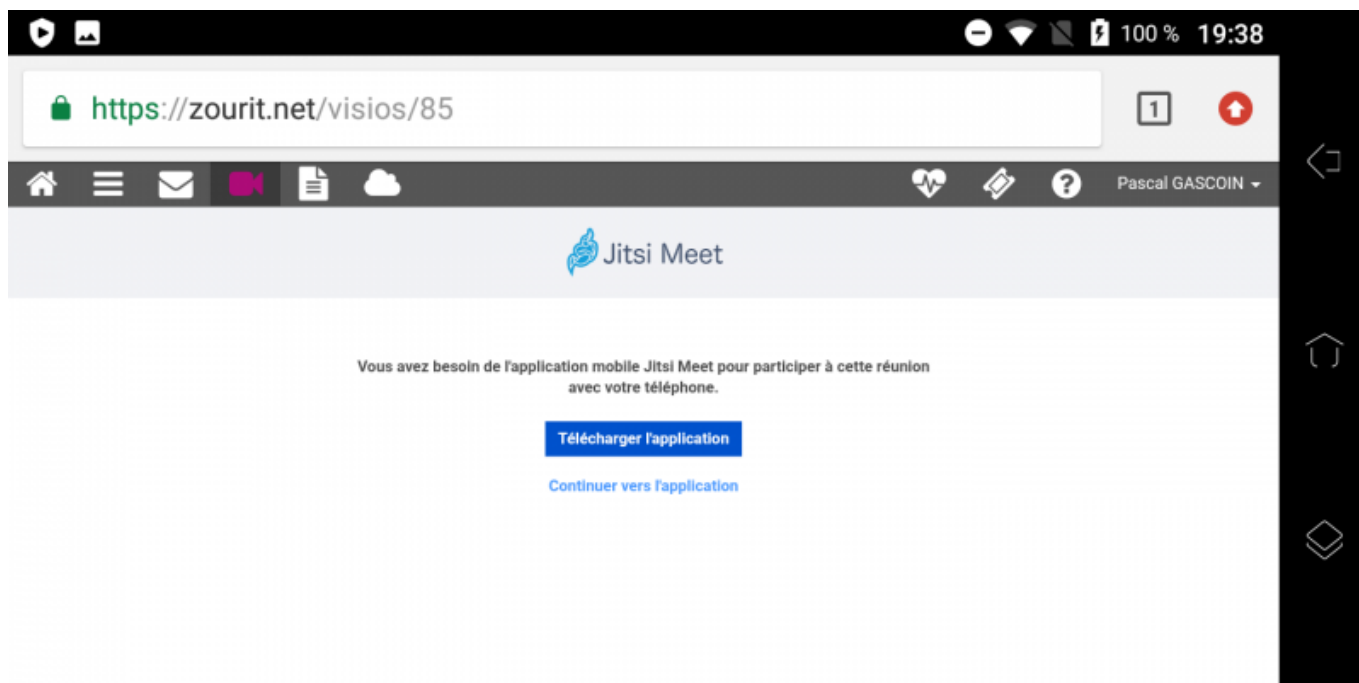 100 % 19:38
https://zourit.net/visios/85
1
Pascal GASCOIN
Jitsi Meet
Vous avez besoin de l'application mobile Jitsi Meet pour participer à cette réunion
avec votre téléphone.
Télécharger l'application
Continuer vers l'application